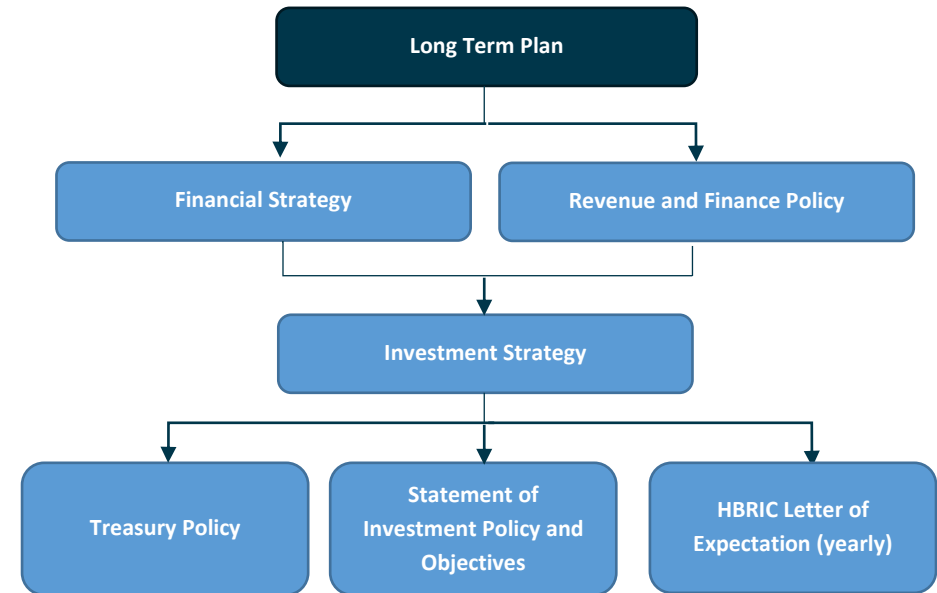 Long Term Plan
Financial Strategy
Revenue and Finance Policy
Investment Strategy
Treasury Policy
Statement of
Investment Policy and
Objectives
HBRIC Letter of
Expectation (yearly)